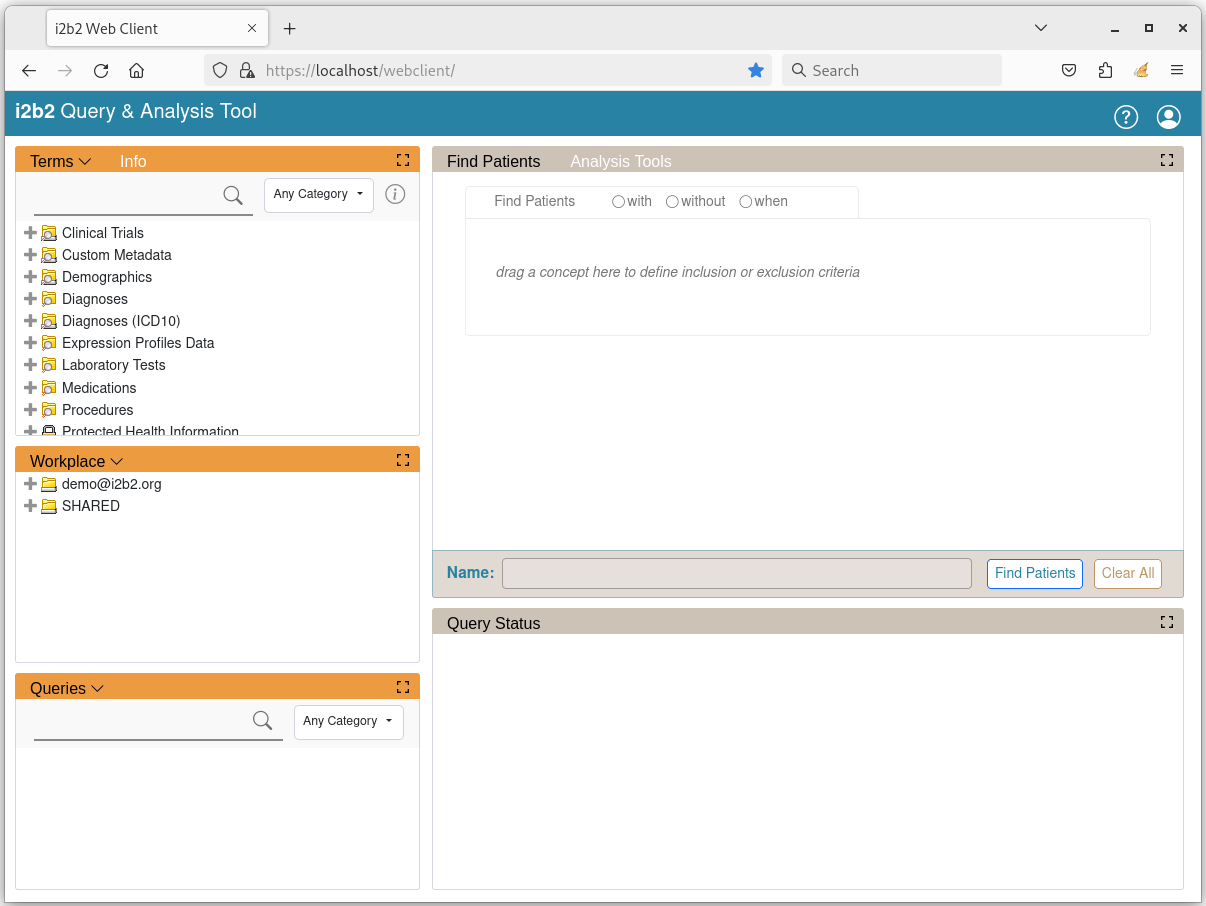 i2b2 Web Client
https://localhost/webclient/
Search
i2b2 Query & Analysis Tool
Terms
Info
Any Category
Clinical Trials
Custom Metadata
Demographics
Diagnoses
Diagnoses (ICD10)
Expression Profiles Data
Laboratory Tests
Medications
Procedures
Protected Health Information
Workplace
demo@i2b2.org
SHARED
Queries
Any Category
Find Patients
Analysis Tools
Find Patients with without when
drag a concept here to define inclusion or exclusion criteria
Name:
Find Patients
Clear All
Query Status